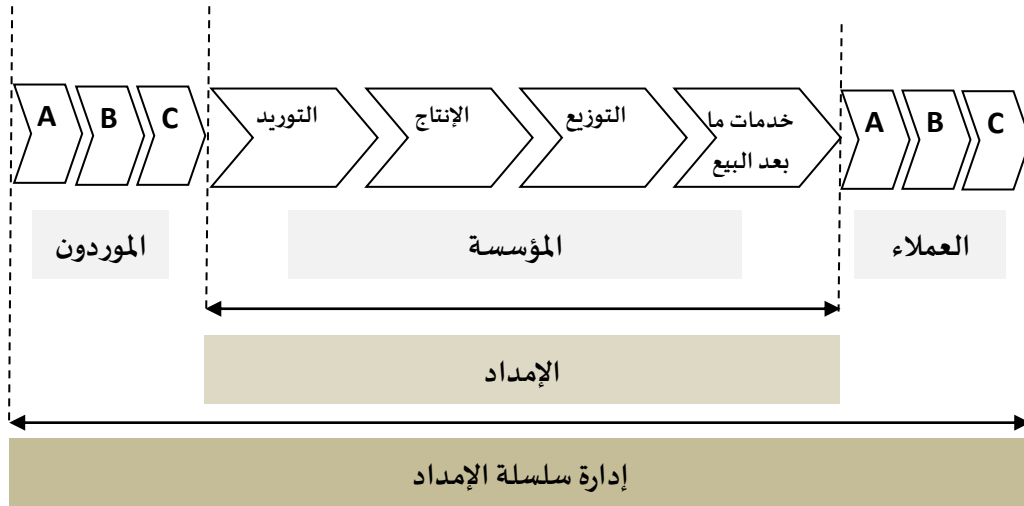 A
B
C
التوريد
الإنتاج
التوزيع
خدمات ما
بعد البيع
A
B
C
الموردون
المؤسسة
العملاء
الإمداد
إدارة سلسلة الإمداد